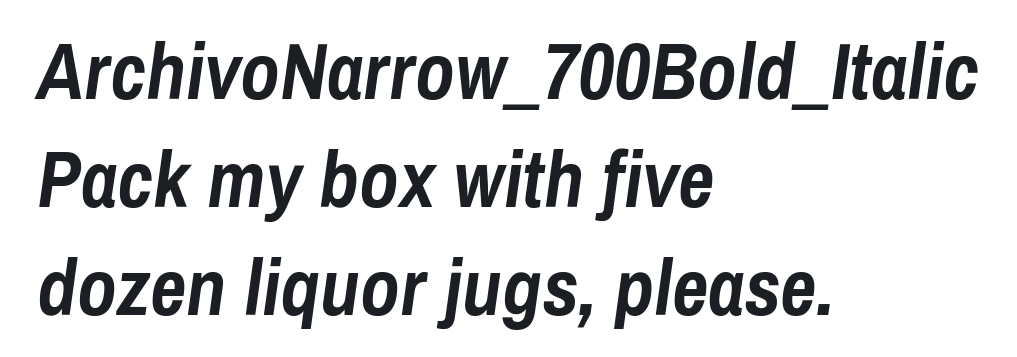 ArchivoNarrow_700Bold_Italic
Pack my box with five
dozen liquor jugs, please.